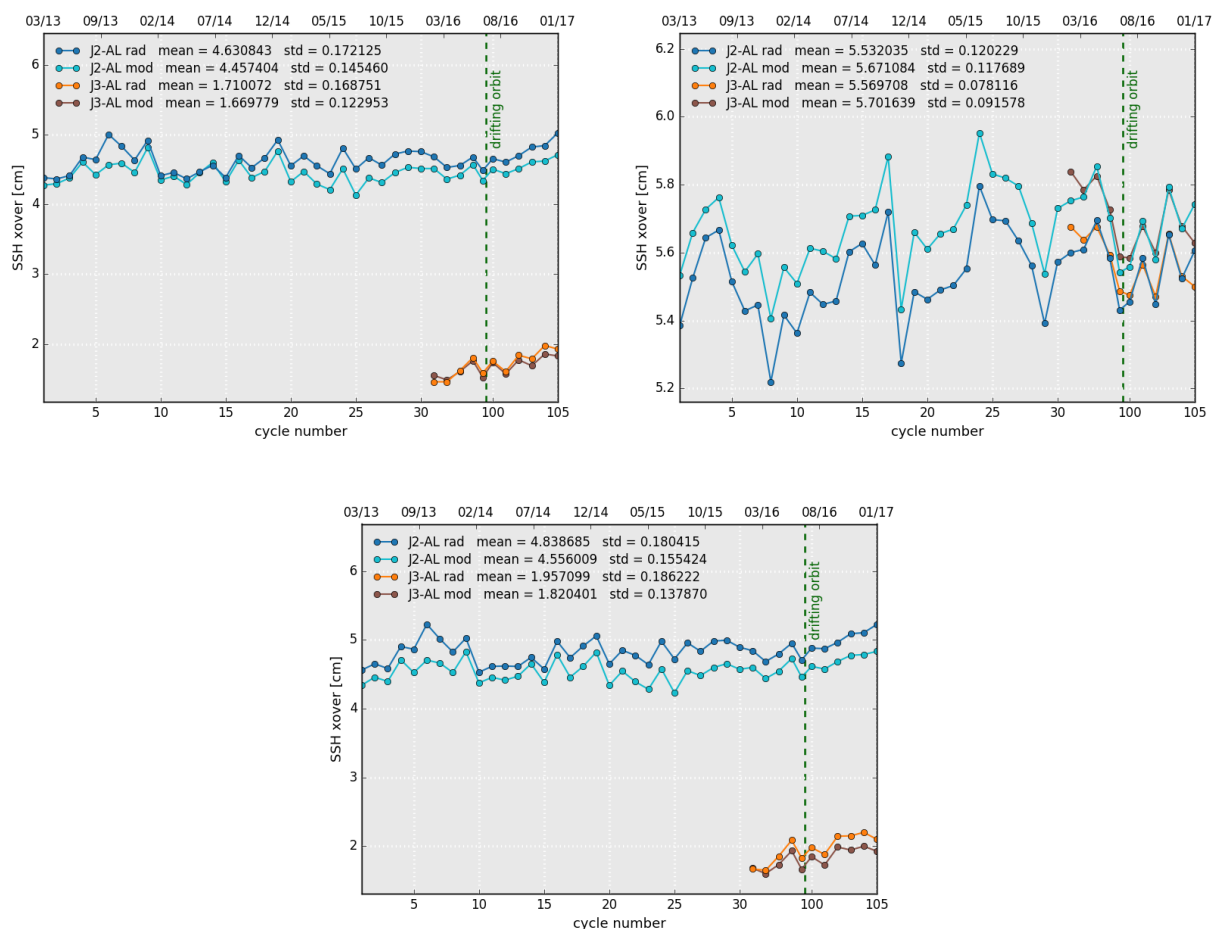 03/13 09/13 02/14 07/14 12/14 05/15 10/15 03/16 08/16 01/17
J2-AL rad mean = 4.630843 std = 0.172125
J2-AL mod mean = 4.457404 std = 0.145460
J3-AL rad mean = 1.710072 std = 0.168751
J3-AL mod mean = 1.669779 std = 0.122953
drifting orbit
SSH xover [cm]
6
5
4
3
2
5 10 15 20 25 30 100 105
cycle number
03/13 09/13 02/14 07/14 12/14 05/15 10/15 03/16 08/16 01/17
J2-AL rad mean = 5.532035 std = 0.120229
J2-AL mod mean = 5.671084 std = 0.117689
J3-AL rad mean = 5.569708 std = 0.078116
J3-AL mod mean = 5.701639 std = 0.091578
drifting orbit
SSH xover [cm]
6.2
6.0
5.8
5.6
5.4
5.2
5 10 15 20 25 30 100 105
cycle number
03/13 09/13 02/14 07/14 12/14 05/15 10/15 03/16 08/16 01/17
J2-AL rad mean = 4.838685 std = 0.180415
J2-AL mod mean = 4.556009 std = 0.155424
J3-AL rad mean = 1.957099 std = 0.186222
J3-AL mod mean = 1.820401 std = 0.137870
drifting orbit
SSH xover [cm]
6
5
4
3
2
5 10 15 20 25 30 100 105
cycle number